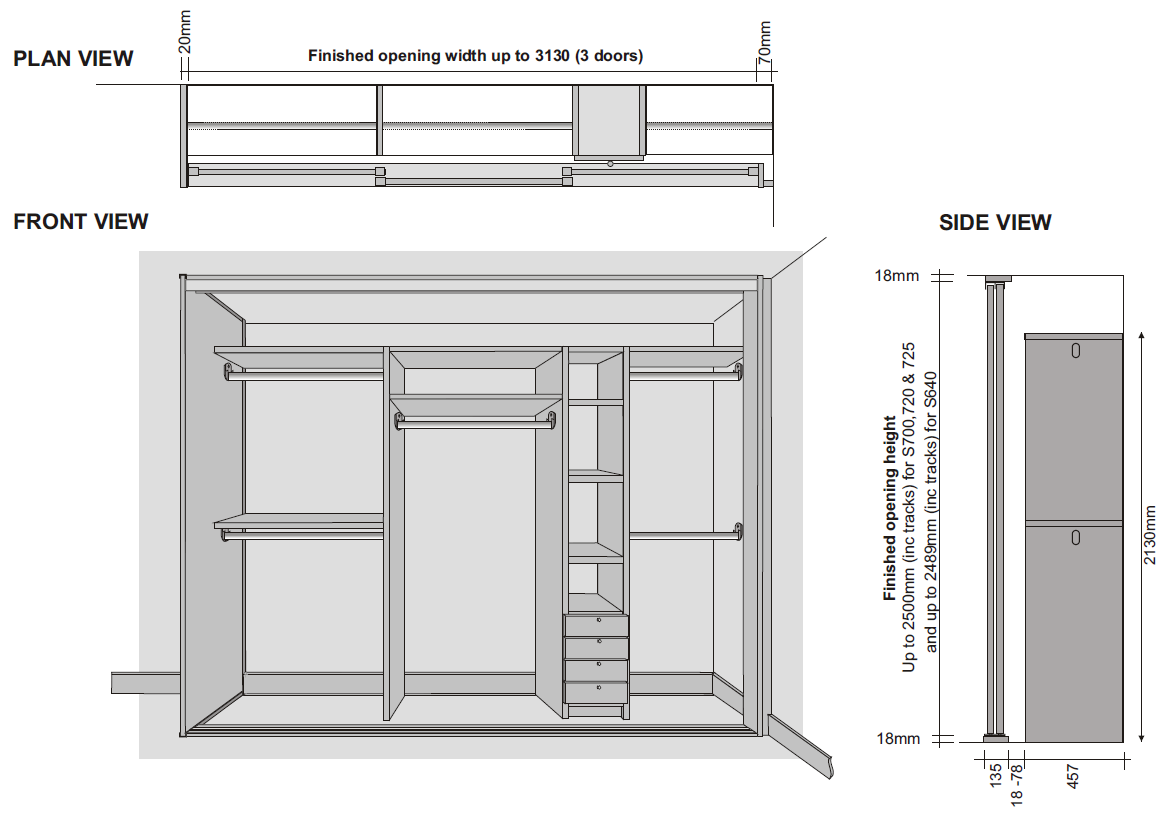 PLAN VIEW
20mm
Finished opening width up to 3130 (3 doors)
70mm
FRONT VIEW
SIDE VIEW
18mm
Finished opening height
Up to 2500mm (inc tracks) for S700,720 & 725
and up to 2489mm (inc tracks) for S640
2130mm
18mm
135
18 -78
457